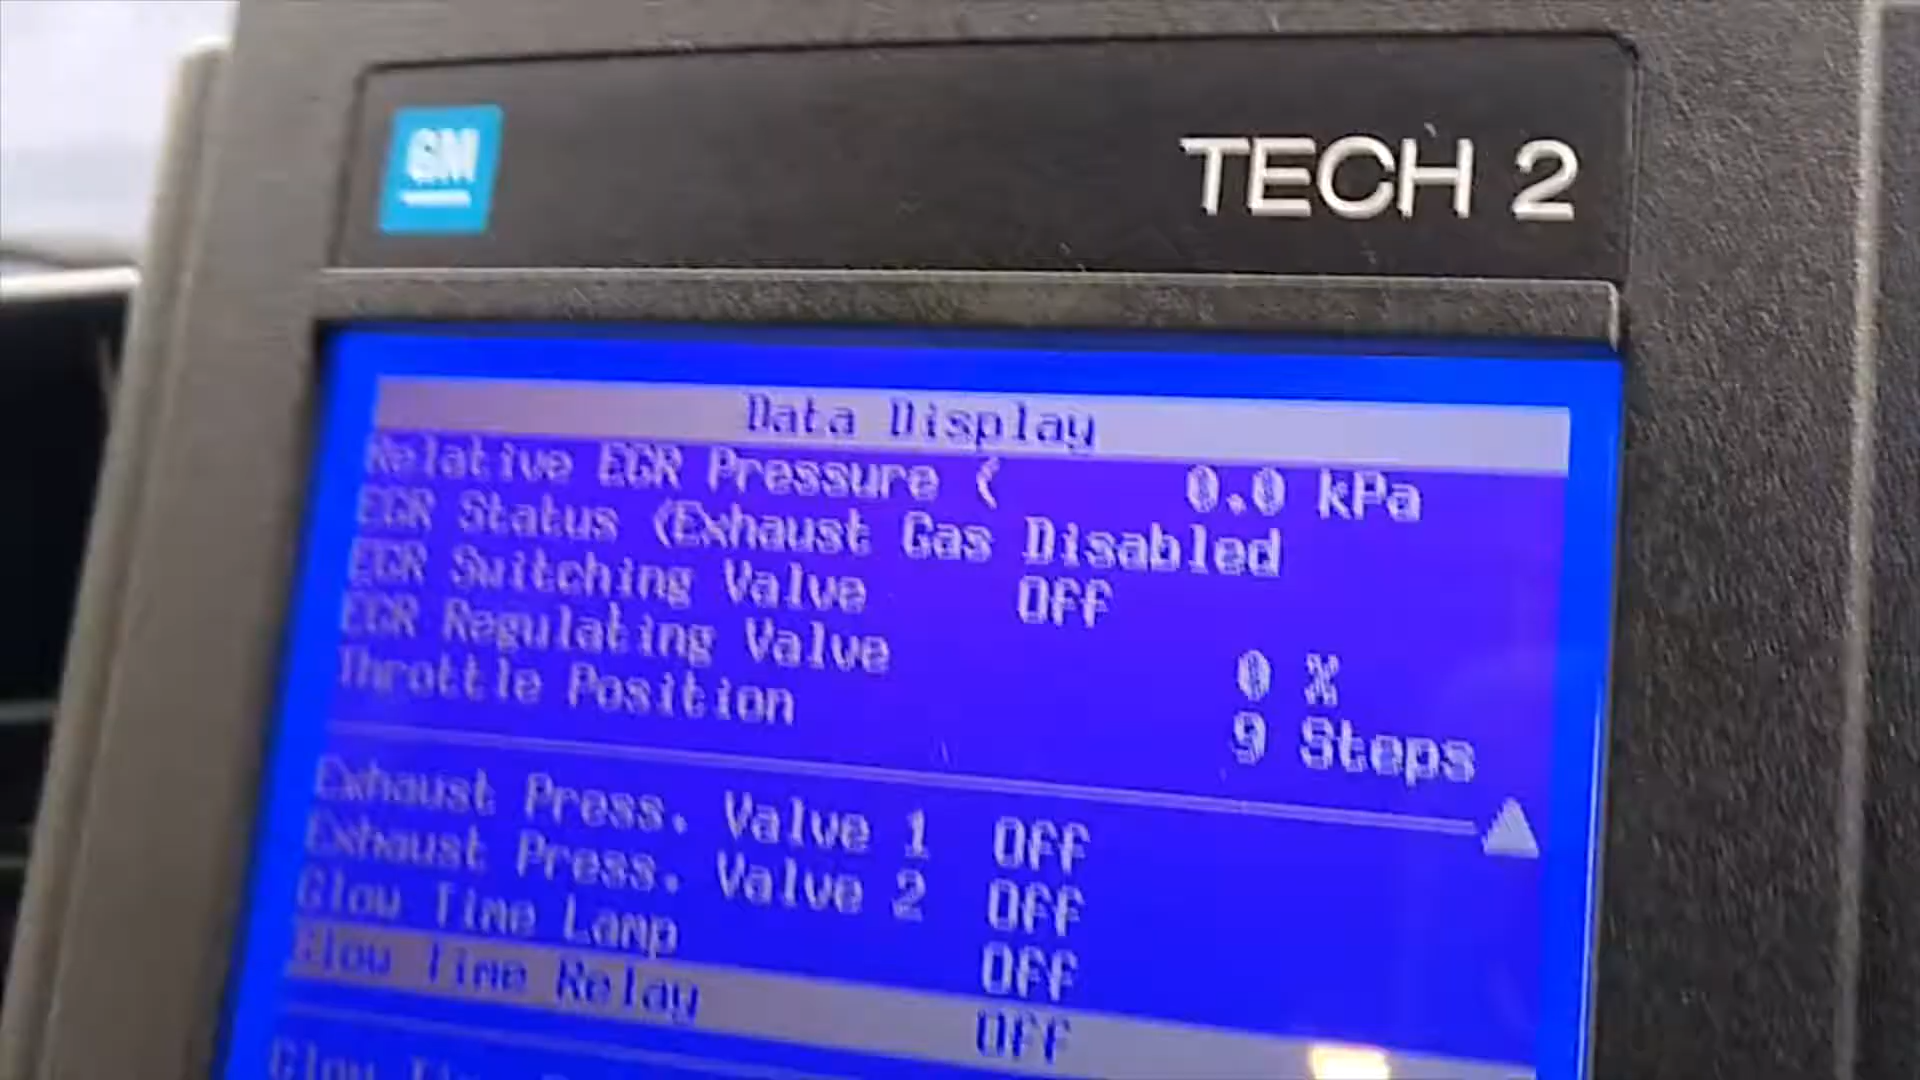 GM
TECH 2
Data Display
Relative EGR Pressure ( 0.0 kPa
EGR Status (Exhaust Gas Disabled
EGR Switching Valve Off
EGR Regulating Valve 0 %
Throttle Position 9 Steps
Exhaust Press. Valve 1 Off
Exhaust Press. Valve 2 Off
Glow Time Lamp Off
Glow Time Relay Off
Glow Time